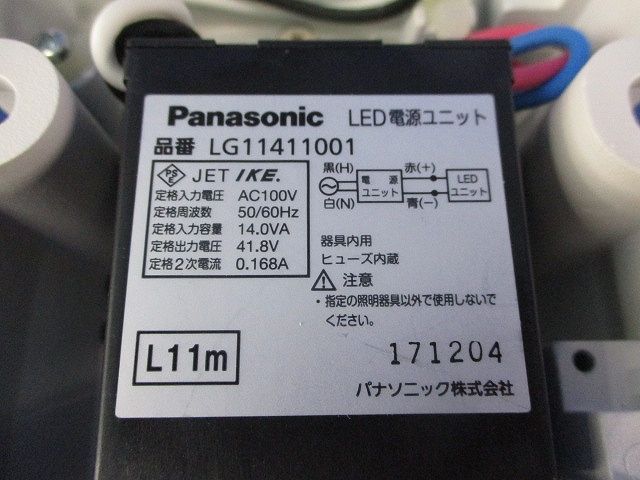 Panasonic LED電源ユニット
品番 LG11411001
PS E JET IKE.
定格入力電圧 AC100V
定格周波数 50/60Hz
定格入力容量 14.0VA
定格出力電圧 41.8V
定格2次電流 0.168A
黒(H) 赤(+)
電源ユニット LEDユニット
白(N) 青(-)
器具内用
ヒューズ内蔵
注意
・指定の照明器具以外で使用しないで
ください。
L11m
171204
パナソニック株式会社